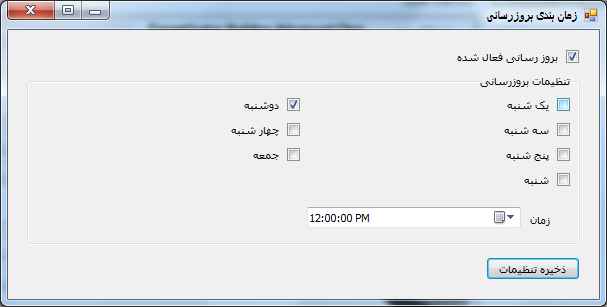 زمان بندی بروزرسانی
بروز رسانی فعال شده
تنظیمات بروزرسانی
یک شنبه
دوشنبه
سه شنبه
چهار شنبه
پنج شنبه
جمعه
شنبه
زمان
12:00:00 PM
ذخیره تنظیمات